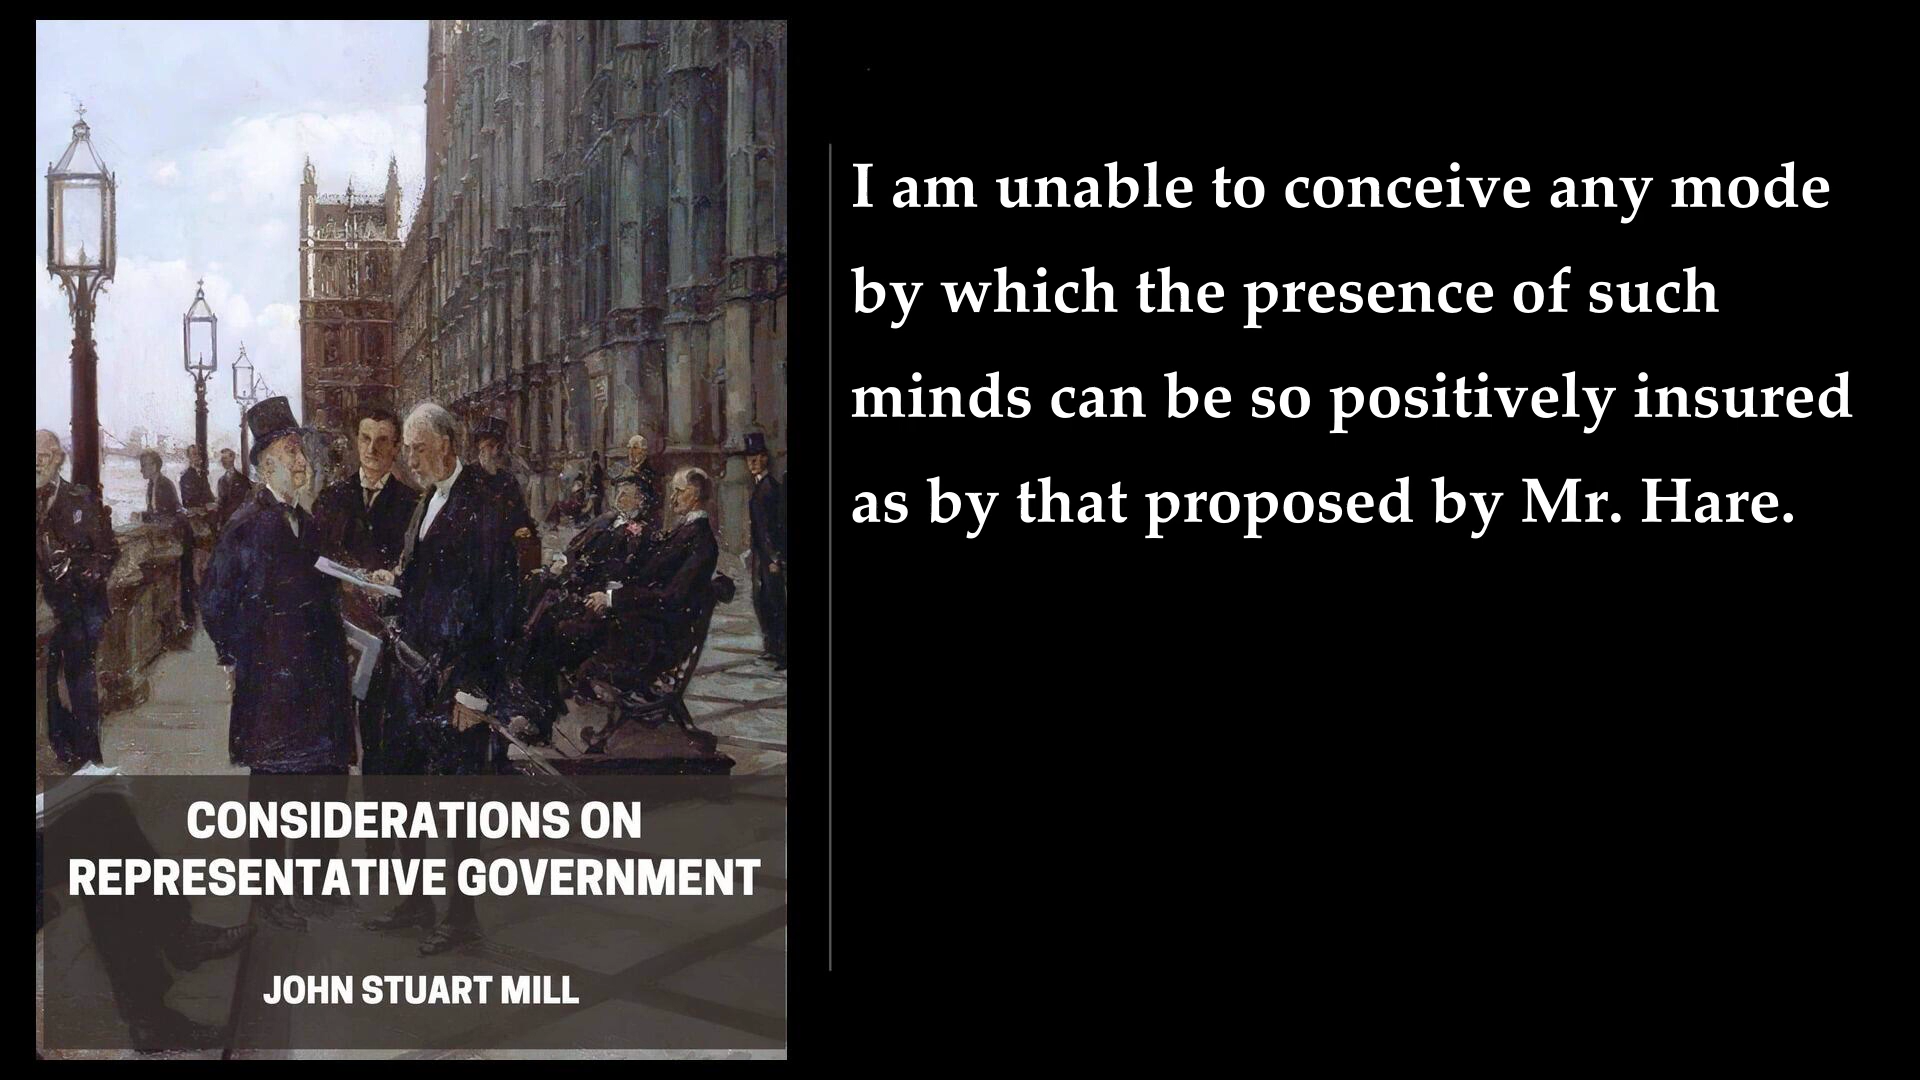 CONSIDERATIONS ON
REPRESENTATIVE GOVERNMENT
JOHN STUART MILL
I am unable to conceive any mode
by which the presence of such
minds can be so positively insured
as by that proposed by Mr. Hare.